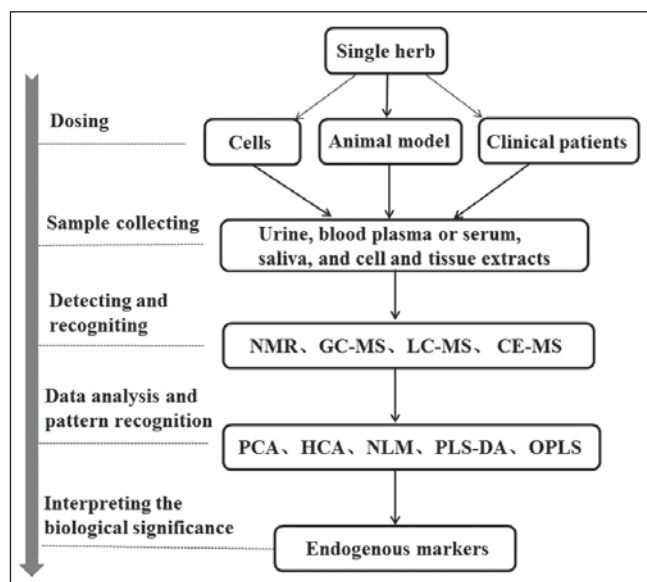 Single herb
Dosing
Cells
Animal model
Clinical patients
Sample collecting
Urine, blood plasma or serum,
saliva, and cell and tissue extracts
Detecting and
recogniting
NMR、GC-MS、LC-MS、 CE-MS
Data analysis and
pattern recognition
PCA、HCA、NLM、PLS-DA、OPLS
Interpreting the
biological significance
Endogenous markers